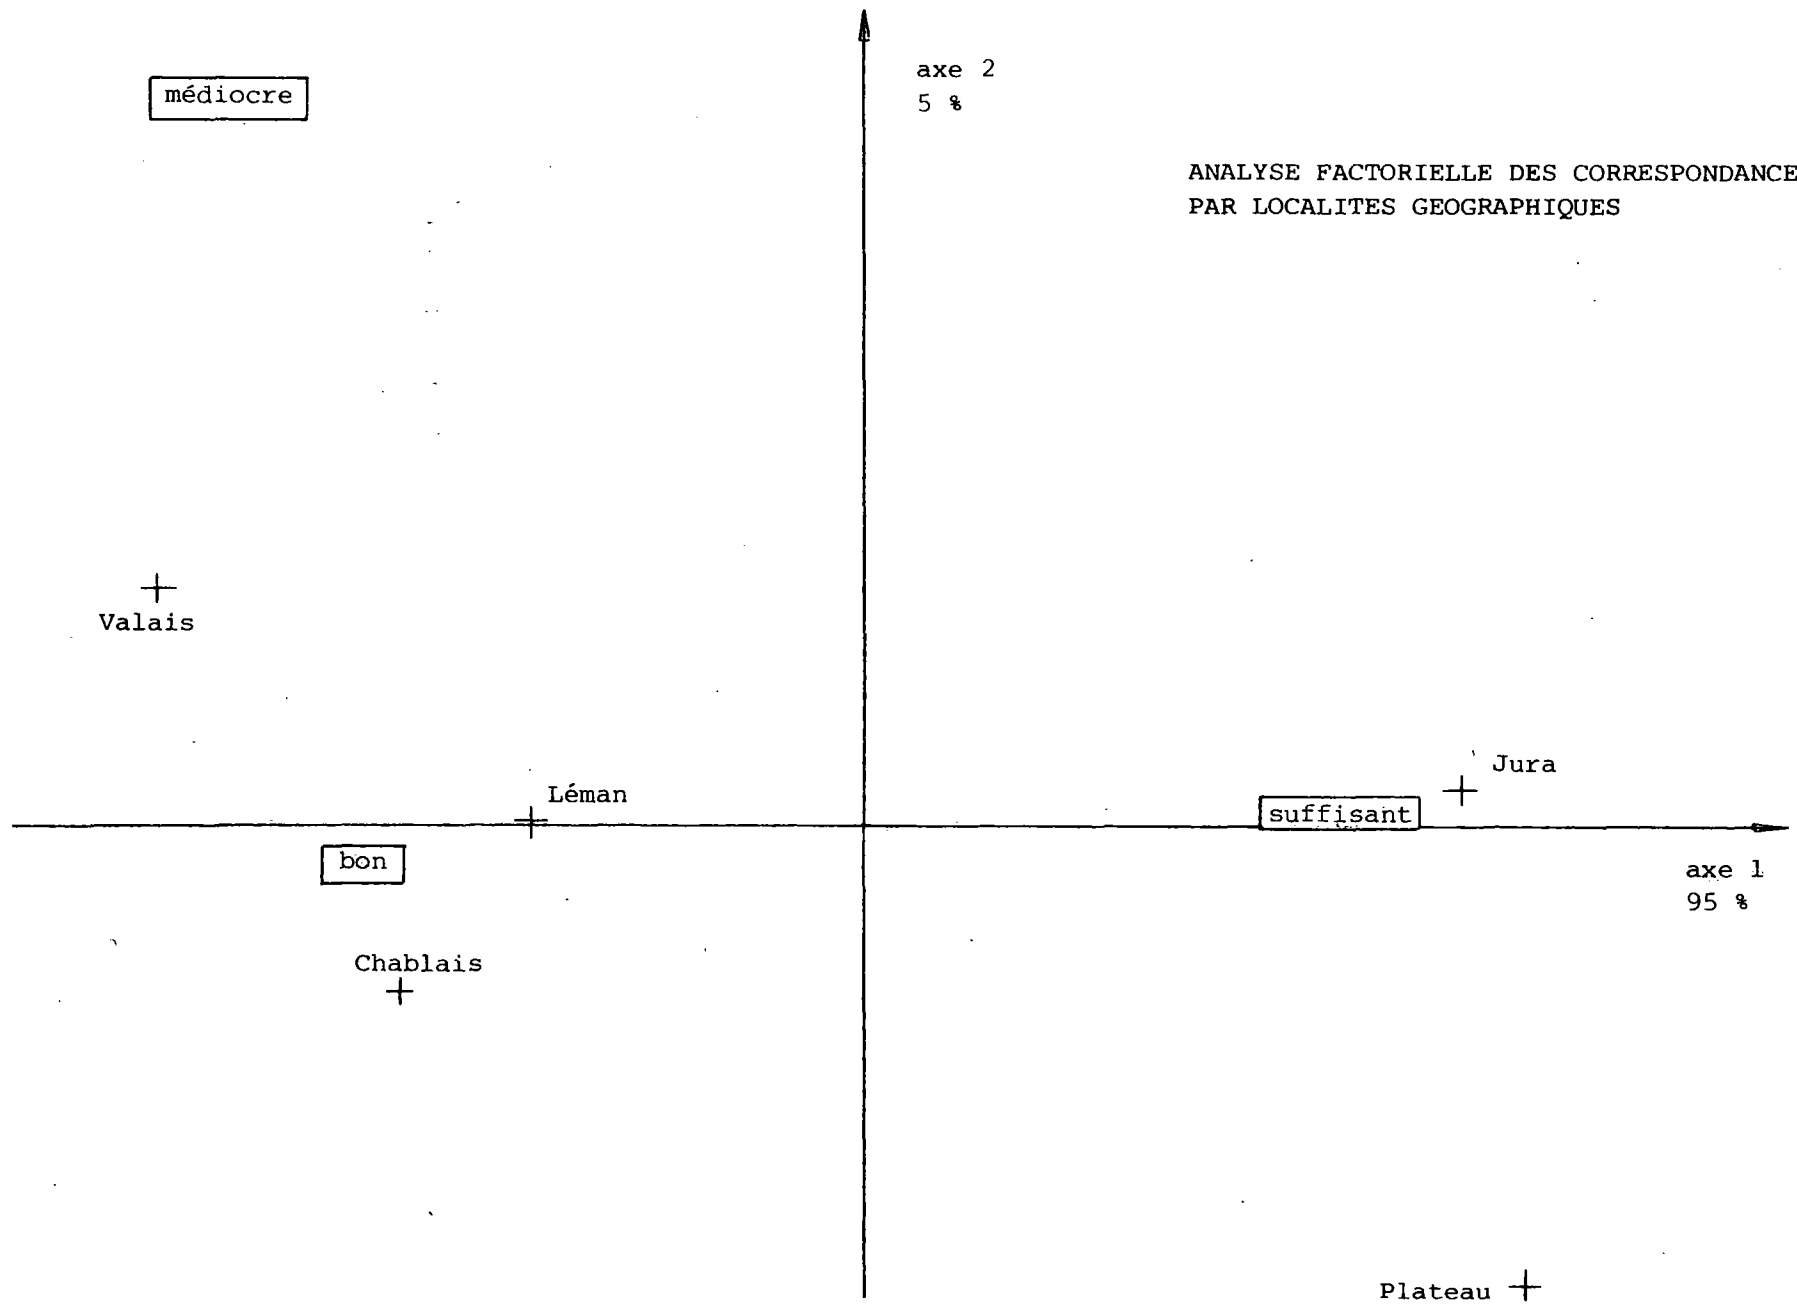 axe 2
5 %
médiocre
ANALYSE FACTORIELLE DES CORRESPONDANCE
PAR LOCALITES GEOGRAPHIQUES
Valais
Jura
Léman
suffisant
bon
axe 1
95 %
Chablais
Plateau